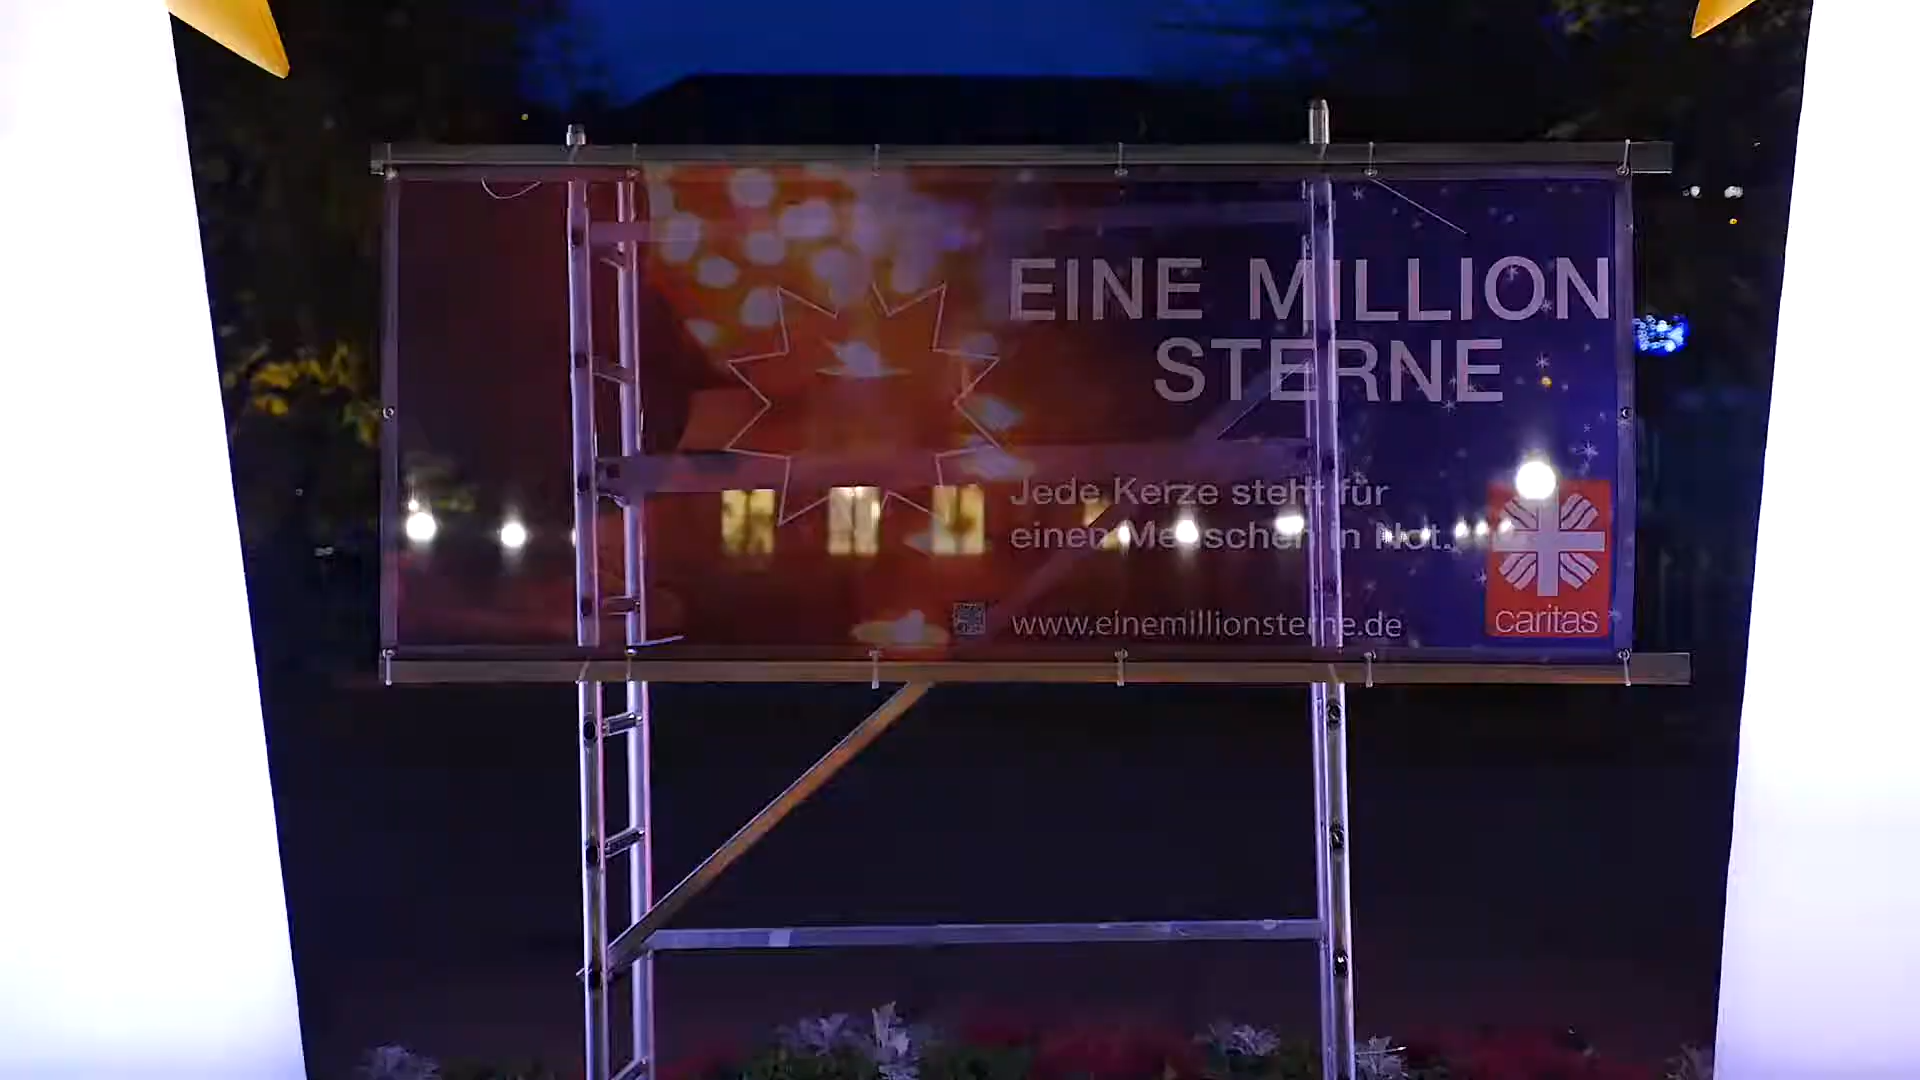 EINE MILLION
STERNE
Jede Kerze steht für
einen Menschen in Not.
www.einemillionsterne.de
caritas